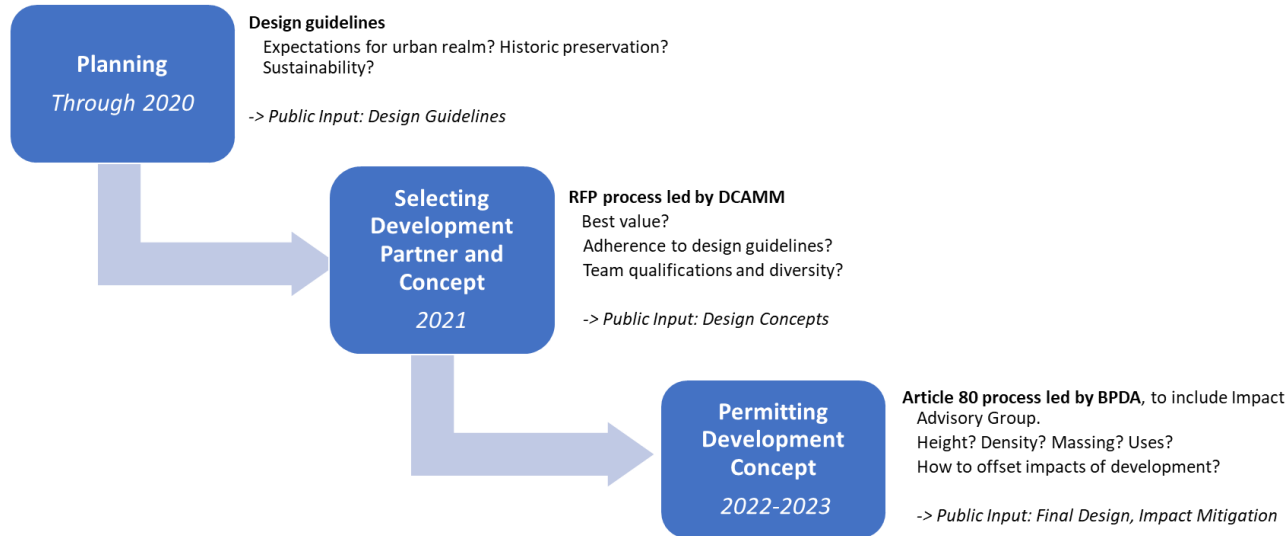 Planning
Through 2020
Design guidelines
Expectations for urban realm? Historic preservation?
Sustainability?
-> Public Input: Design Guidelines
Selecting
Development
Partner and
Concept
2021
RFP process led by DCAMM
Best value?
Adherence to design guidelines?
Team qualifications and diversity?
-> Public Input: Design Concepts
Permitting
Development
Concept
2022-2023
Article 80 process led by BPDA, to include Impact
Advisory Group.
Height? Density? Massing? Uses?
How to offset impacts of development?
-> Public Input: Final Design, Impact Mitigation